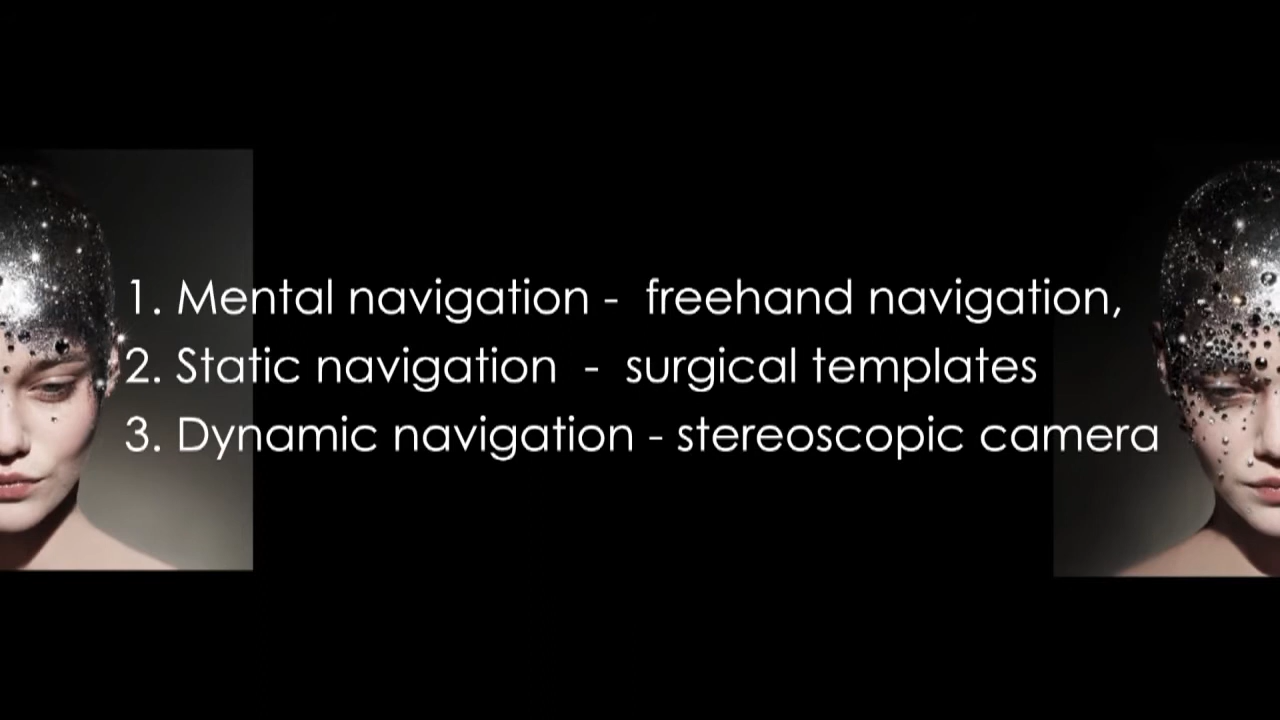 1. Mental navigation - freehand navigation,
2. Static navigation - surgical templates
3. Dynamic navigation - stereoscopic camera